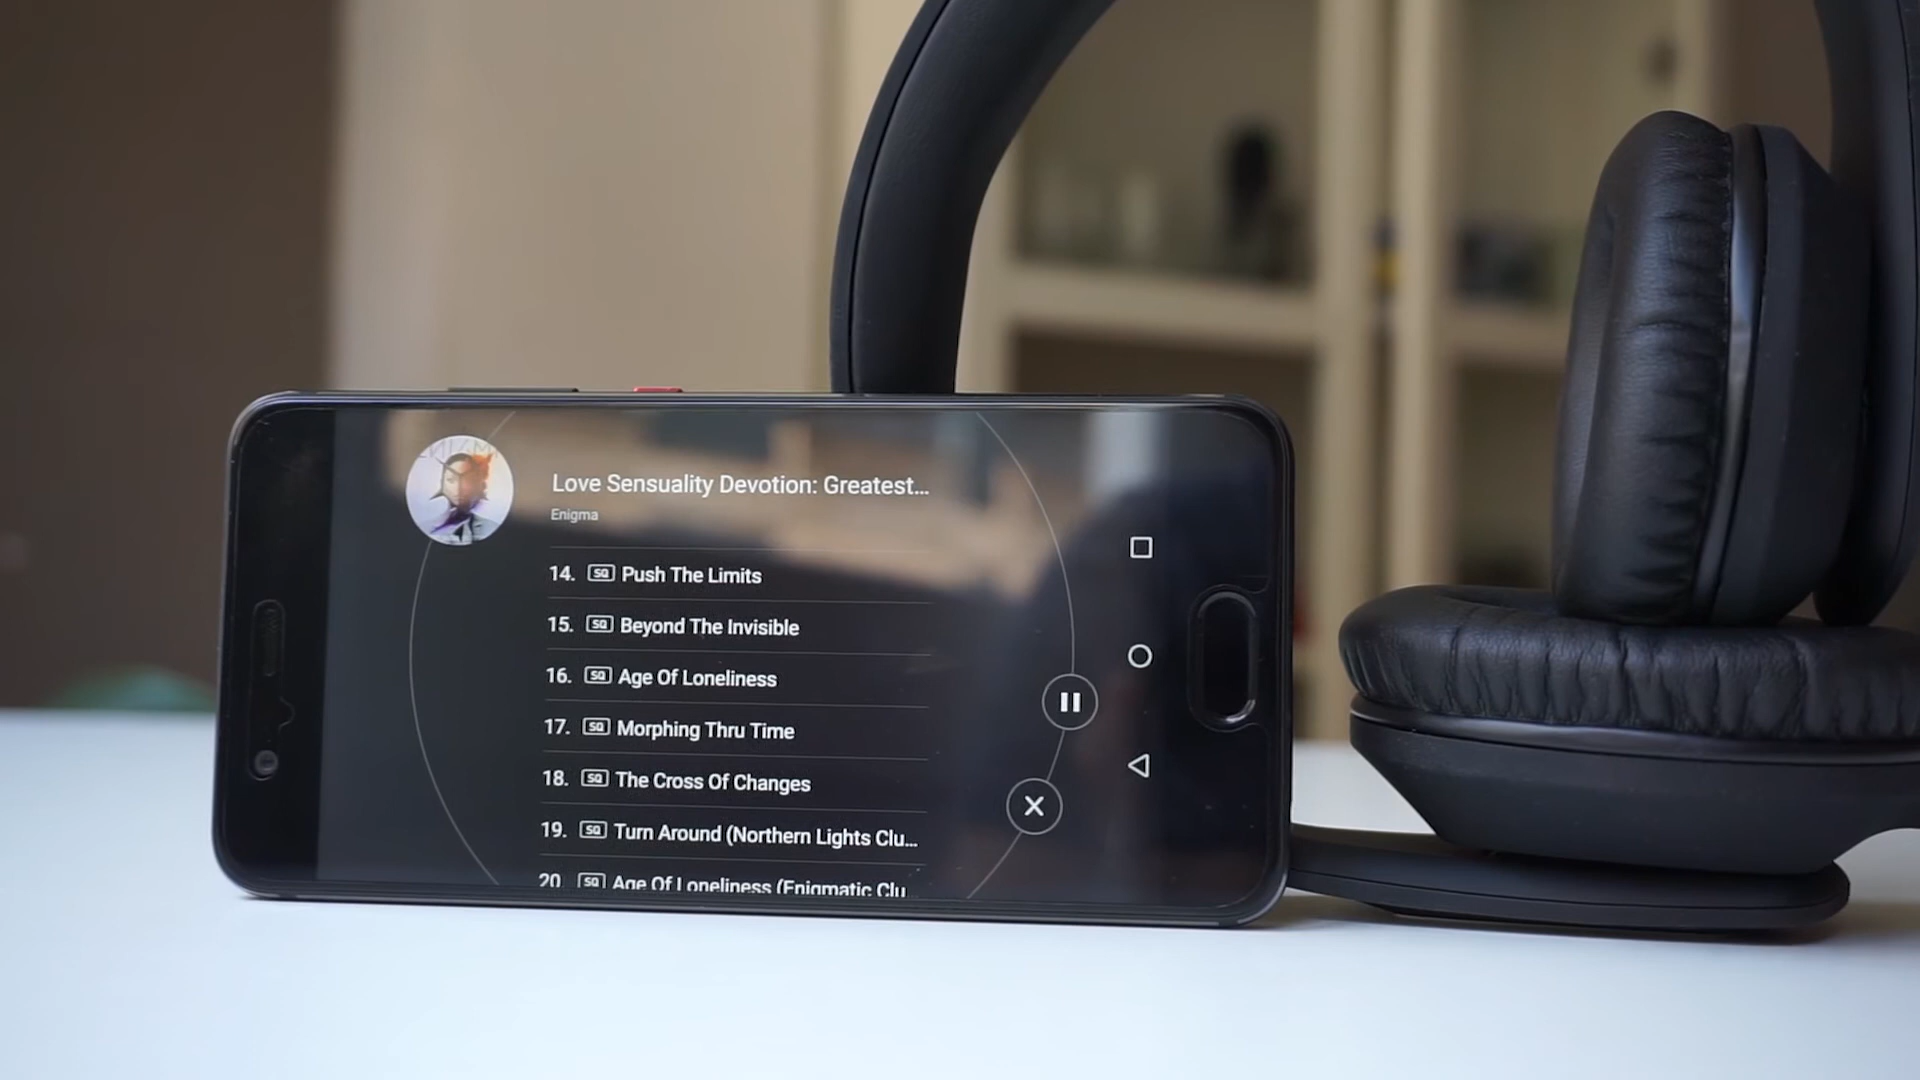 Love Sensuality Devotion: Greatest...
Enigma
14. SQ Push The Limits
15. SQ Beyond The Invisible
16. SQ Age Of Loneliness
17. SQ Morphing Thru Time
18. SQ The Cross Of Changes
19. SQ Turn Around (Northern Lights Clu...
20 SQ Age Of Loneliness (Enigmatic Clu